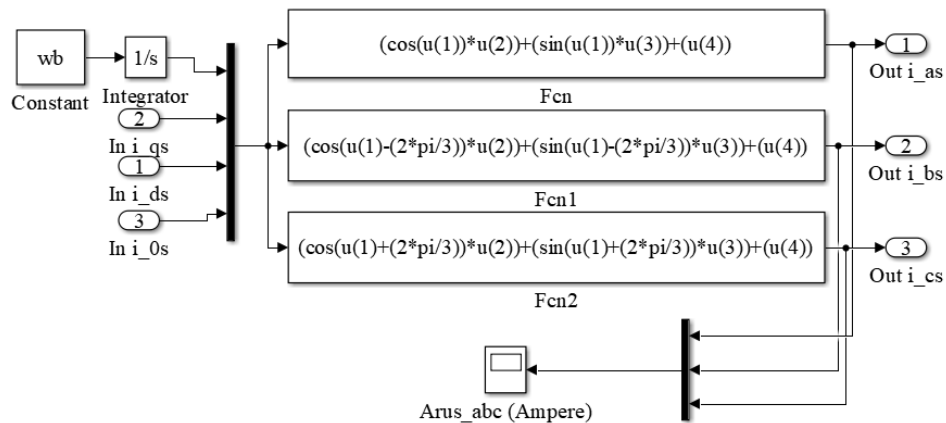 (cos(u(1))*u(2))+(sin(u(1))*u(3))+(u(4))
1
Out i_as
Fcn
wb
Constant
1/s
Integrator
2
In i_qs
1
In i_ds
3
In i_0s
(cos(u(1)-(2*pi/3))*u(2))+(sin(u(1)-(2*pi/3))*u(3))+(u(4))
2
Out i_bs
Fcn1
(cos(u(1)+(2*pi/3))*u(2))+(sin(u(1)+(2*pi/3))*u(3))+(u(4))
3
Out i_cs
Fcn2
Arus_abc (Ampere)